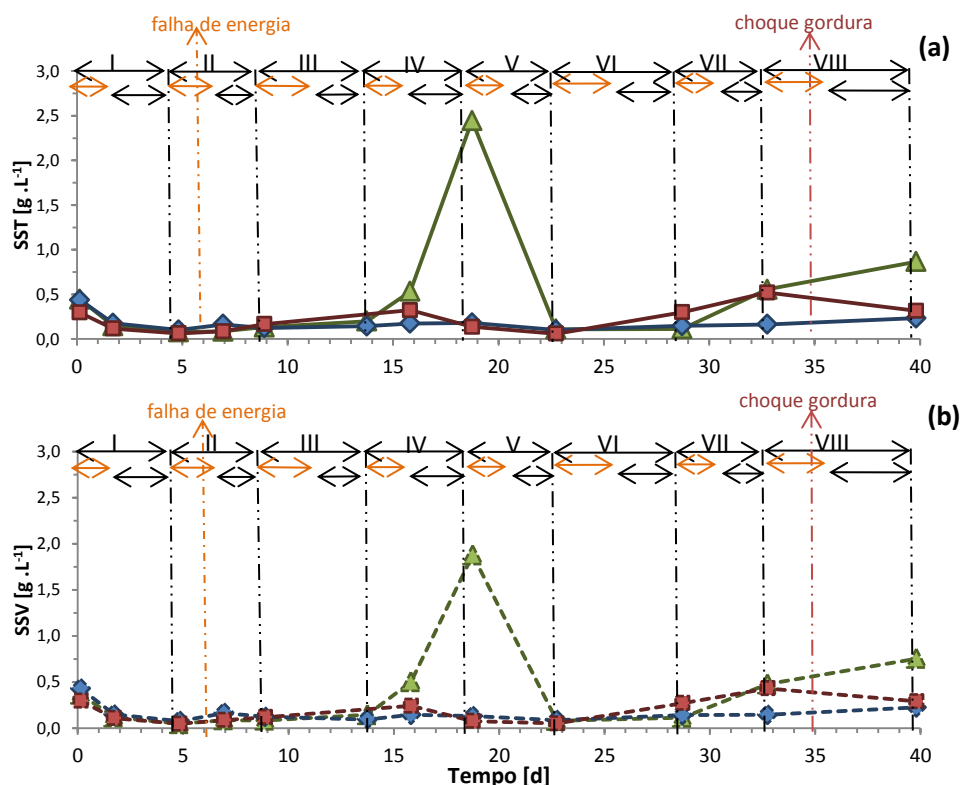 falha de energia
choque gordura
(a)
I II III IV V VI VII VIII
3,0
2,5
2,0
1,5
1,0
0,5
0,0
SST [g .L-1]
0 5 10 15 20 25 30 35 40
falha de energia
choque gordura
(b)
I II III IV V VI VII VIII
3,0
2,5
2,0
1,5
1,0
0,5
0,0
SSV [g .L-1]
0 5 10 15 20 25 30 35 40
Tempo [d]